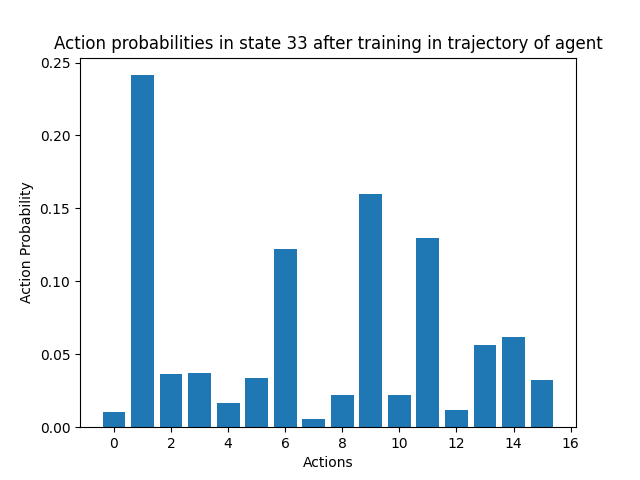 Action probabilities in state 33 after training in trajectory of agent
0.25
0.20
0.15
0.10
0.05
0.00
Action Probability
0 2 4 6 8 10 12 14 16
Actions